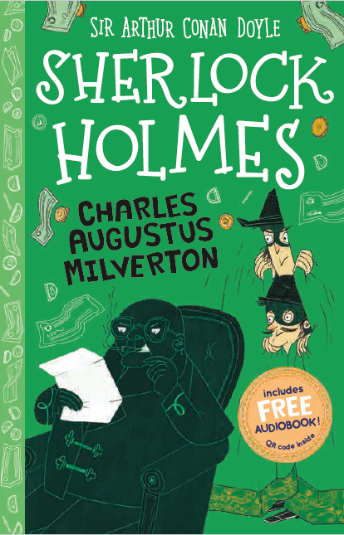 SIR ARTHUR CONAN DOYLE
SHERLOCK
HOLMES
CHARLES
AUGUSTUS
MILVERTON
includes
FREE
AUDIOBOOK!
QR code inside